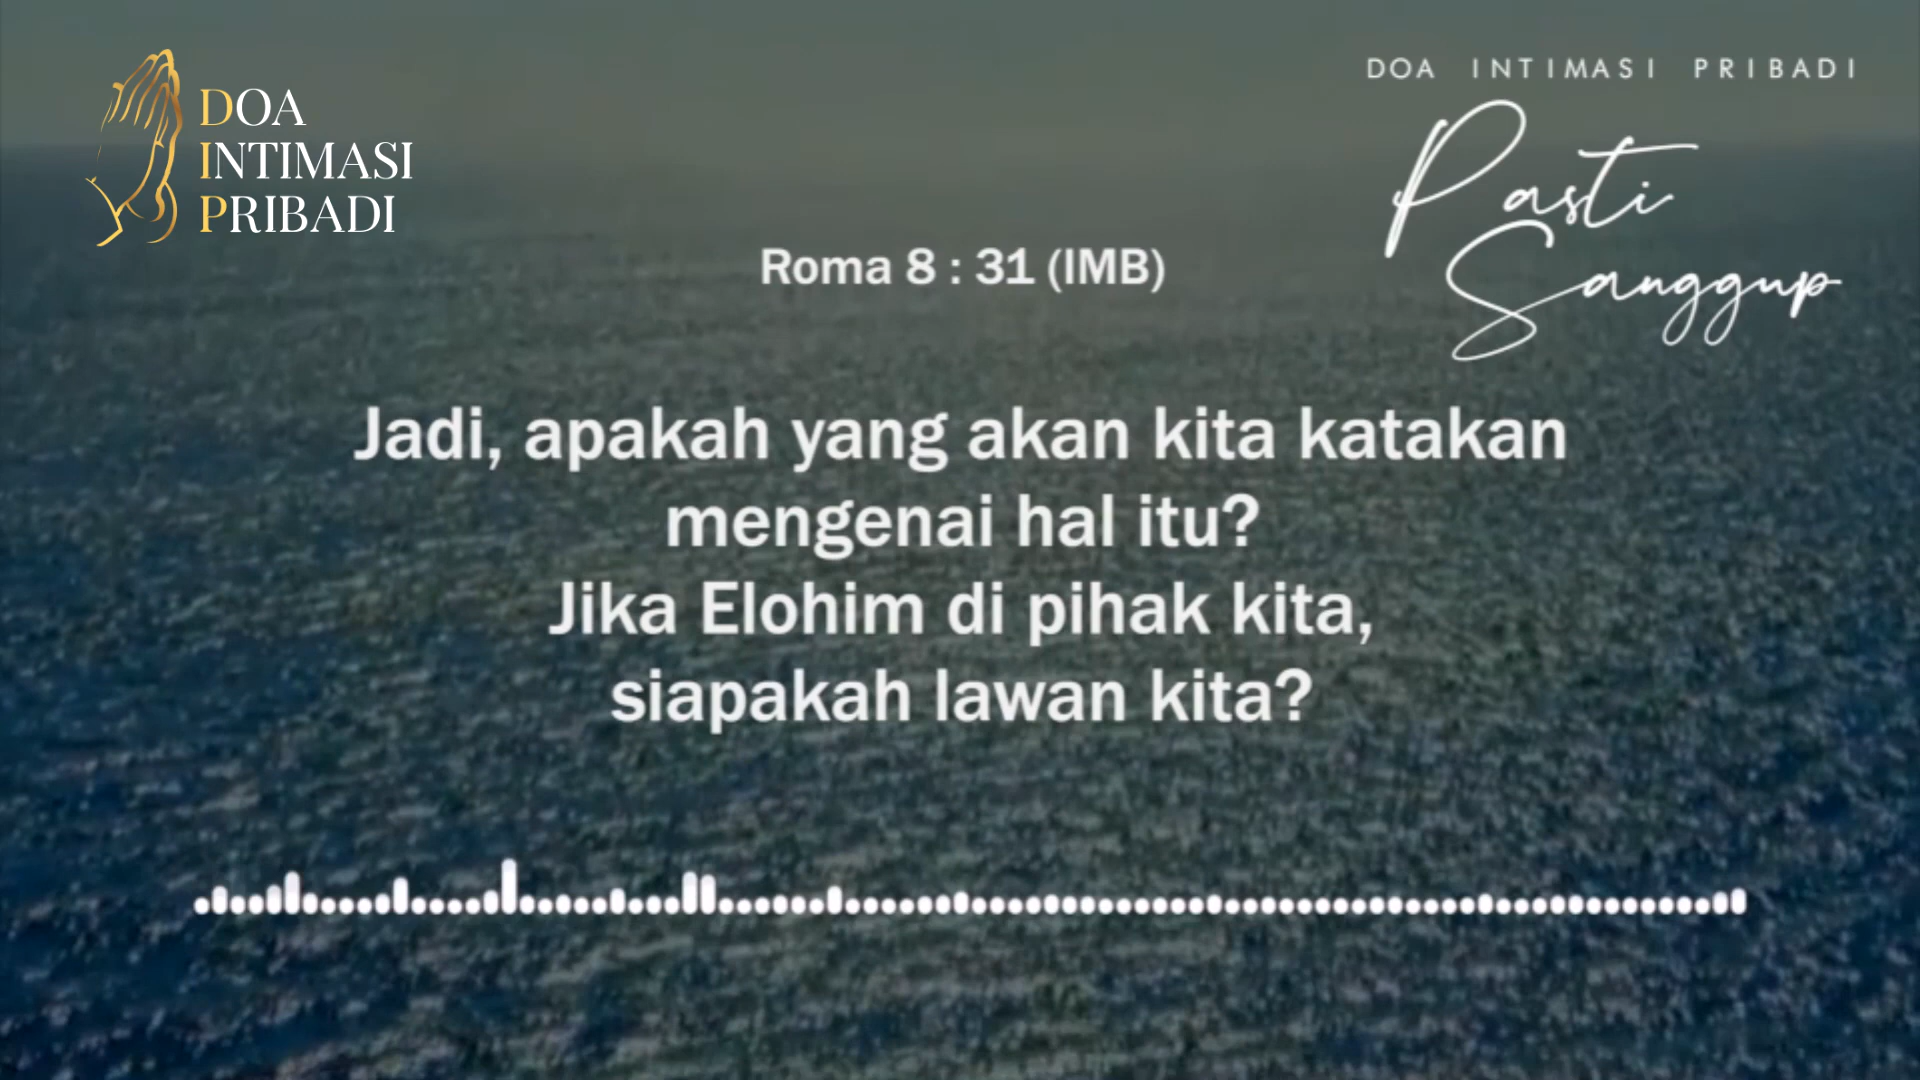 DOA
INTIMASI
PRIBADI
DOA INTIMASI PRIBADI
Pasti
Sanggup
Roma 8 : 31 (IMB)
Jadi, apakah yang akan kita katakan
mengenai hal itu?
Jika Elohim di pihak kita,
siapakah lawan kita?